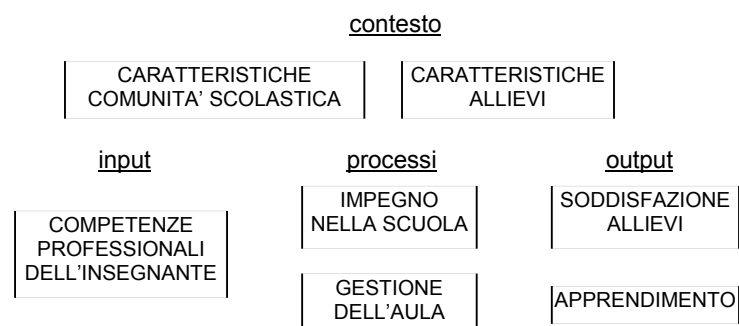 contesto
CARATTERISTICHE
COMUNITA' SCOLASTICA
CARATTERISTICHE
ALLIEVI
input
processi
output
COMPETENZE
PROFESSIONALI
DELL'INSEGNANTE
IMPEGNO
NELLA SCUOLA
SODDISFAZIONE
ALLIEVI
GESTIONE
DELL'AULA
APPRENDIMENTO